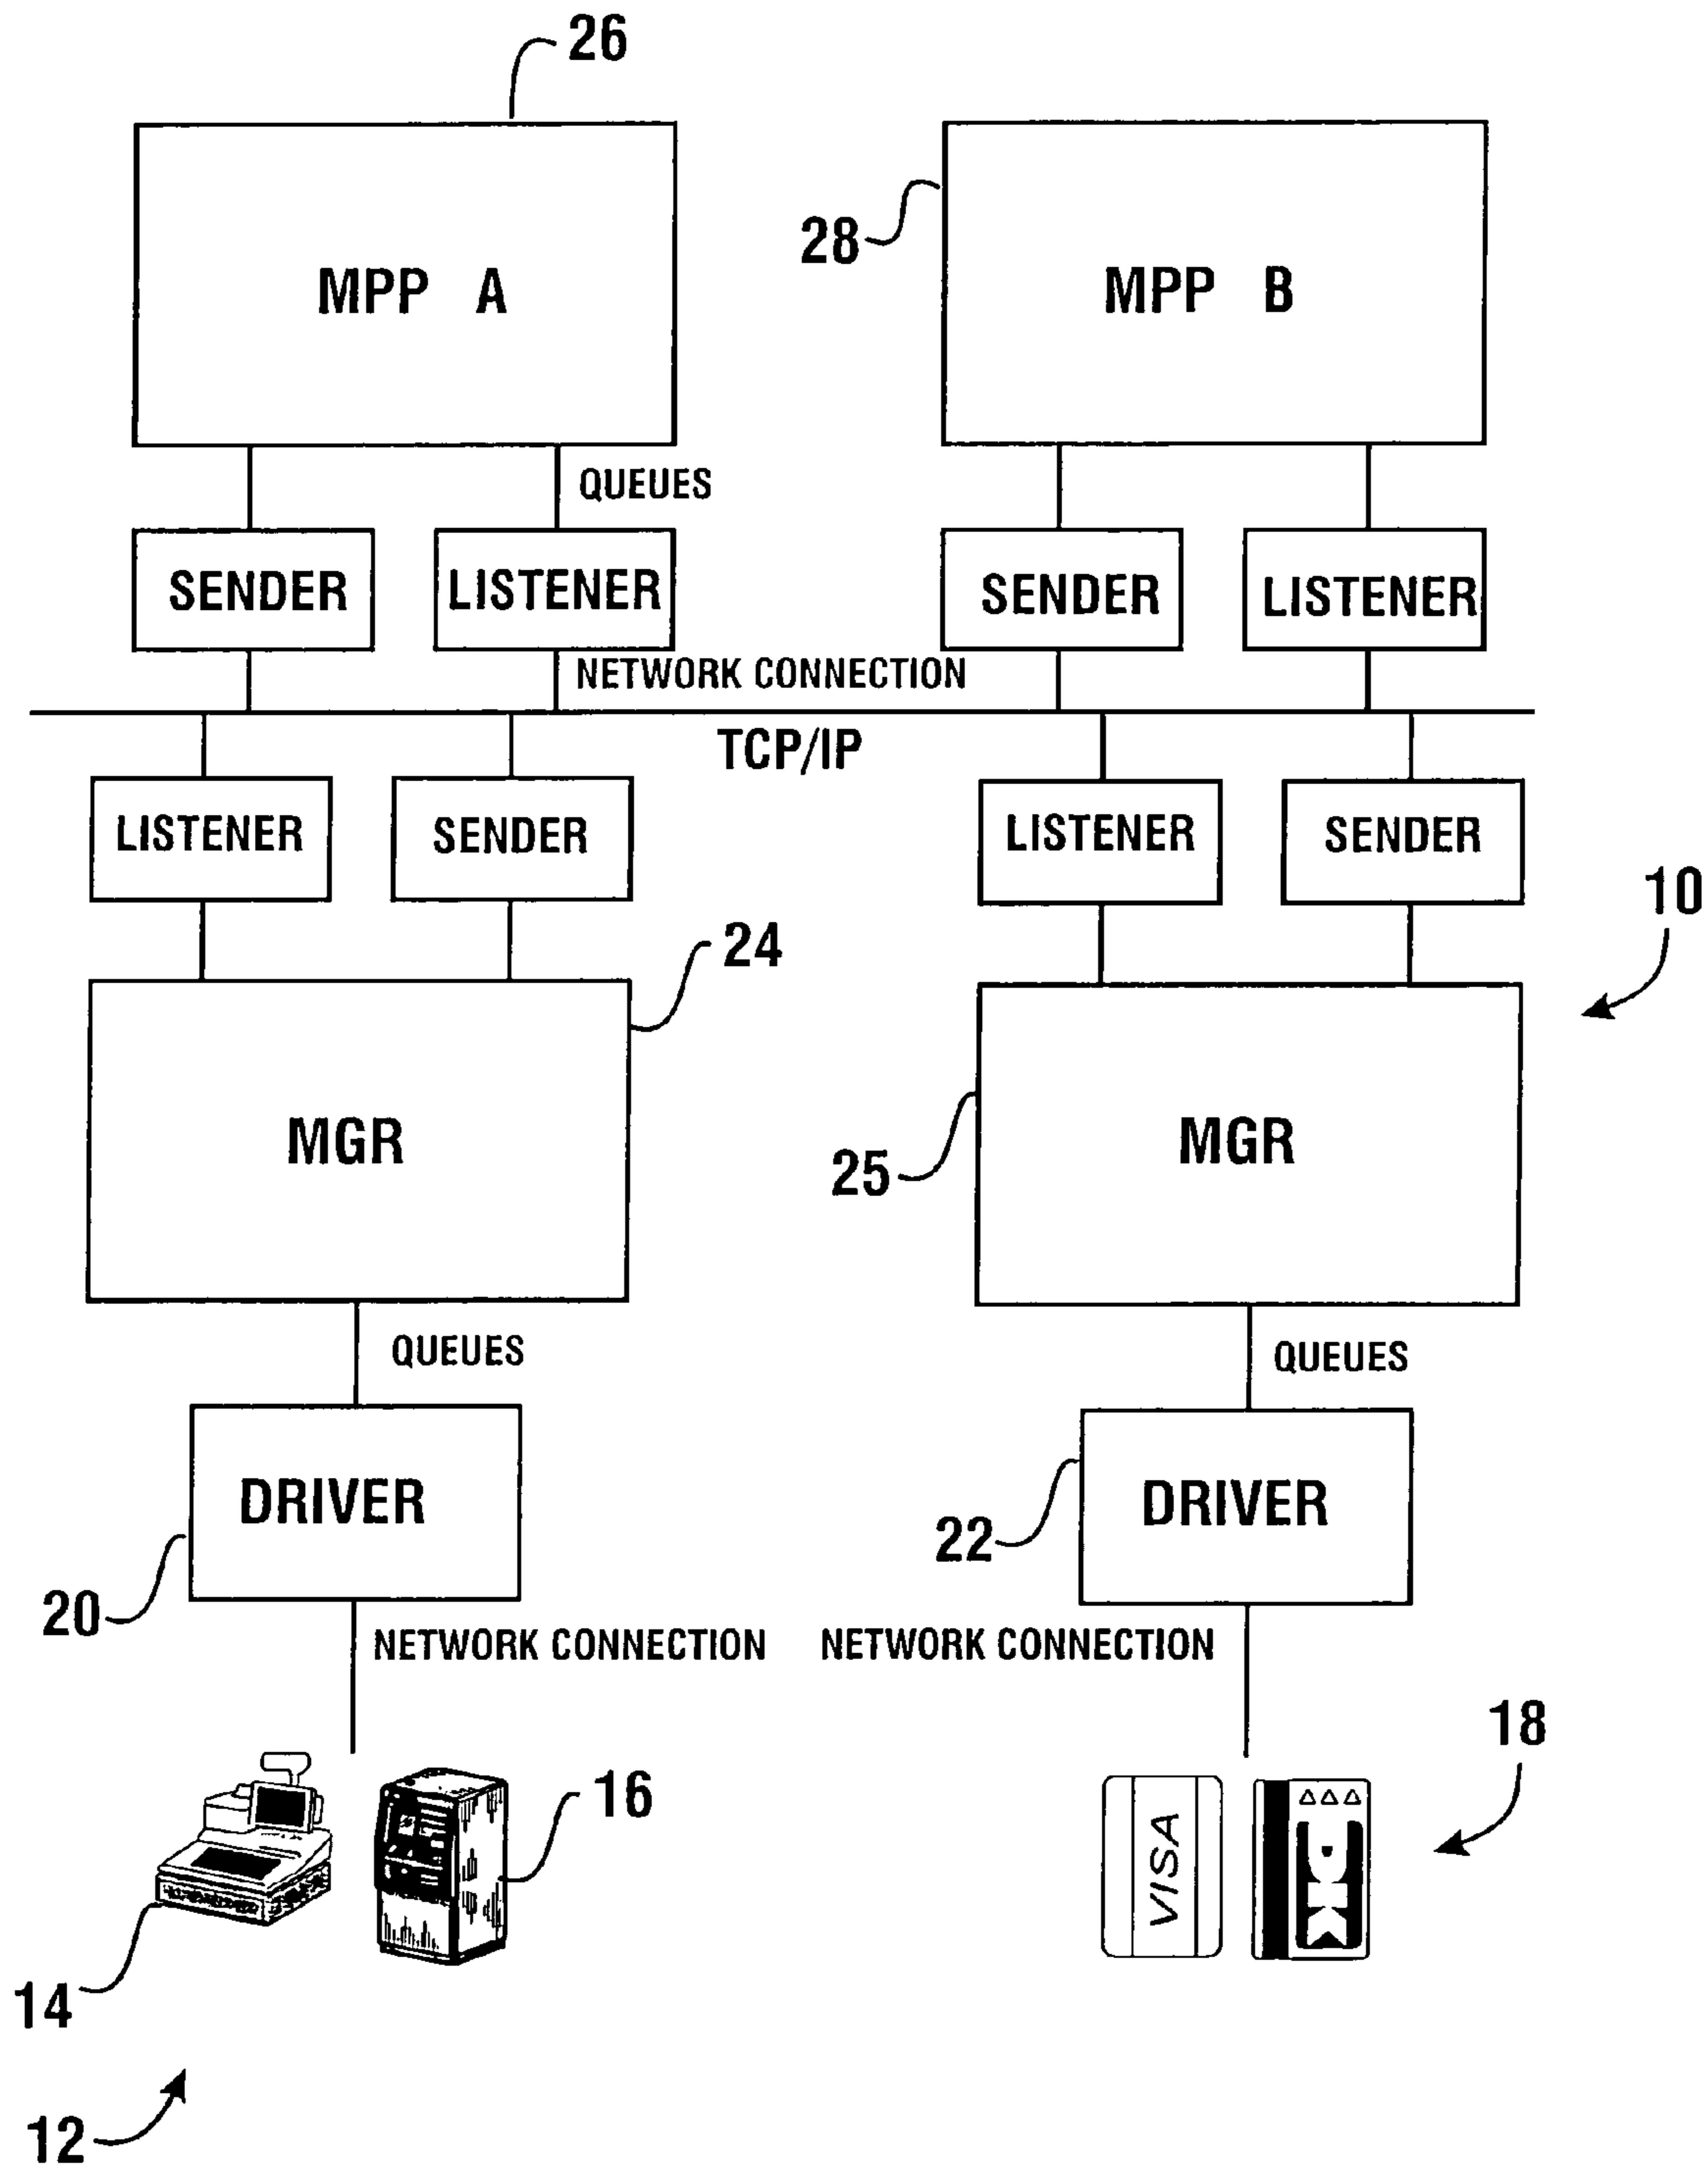 26
28
MPP A
MPP B
QUEUES
SENDER
LISTENER
SENDER
LISTENER
NETWORK CONNECTION
TCP/IP
LISTENER
SENDER
LISTENER
SENDER
10
24
MGR
MGR
25
QUEUES
QUEUES
DRIVER
DRIVER
22
20
NETWORK CONNECTION
NETWORK CONNECTION
18
16
VISA
14
12